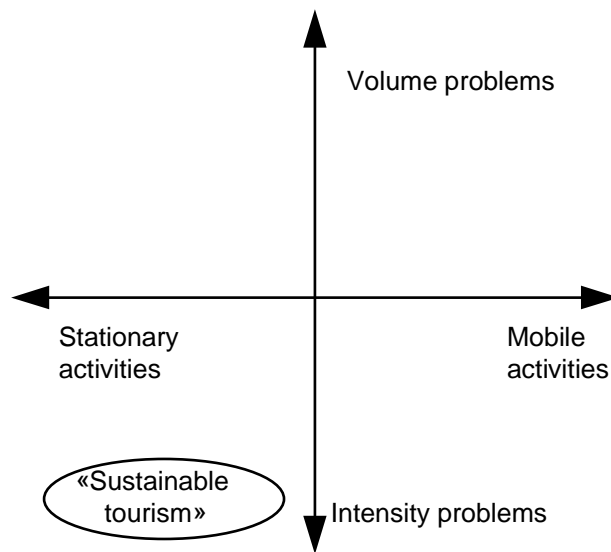 Volume problems
Stationary
activities
Mobile
activities
«Sustainable
tourism»
Intensity problems